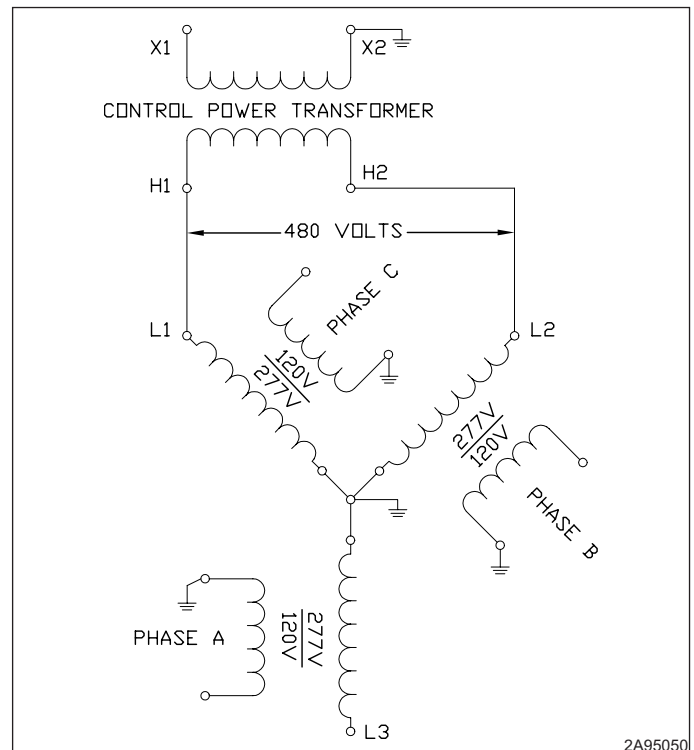 X1
X2
CONTROL POWER TRANSFORMER
H1
H2
480 VOLTS
PHASE C
L1
L2
120V
277V
277V
120V
PHASE B
PHASE A
277V
120V
L3
2A95050